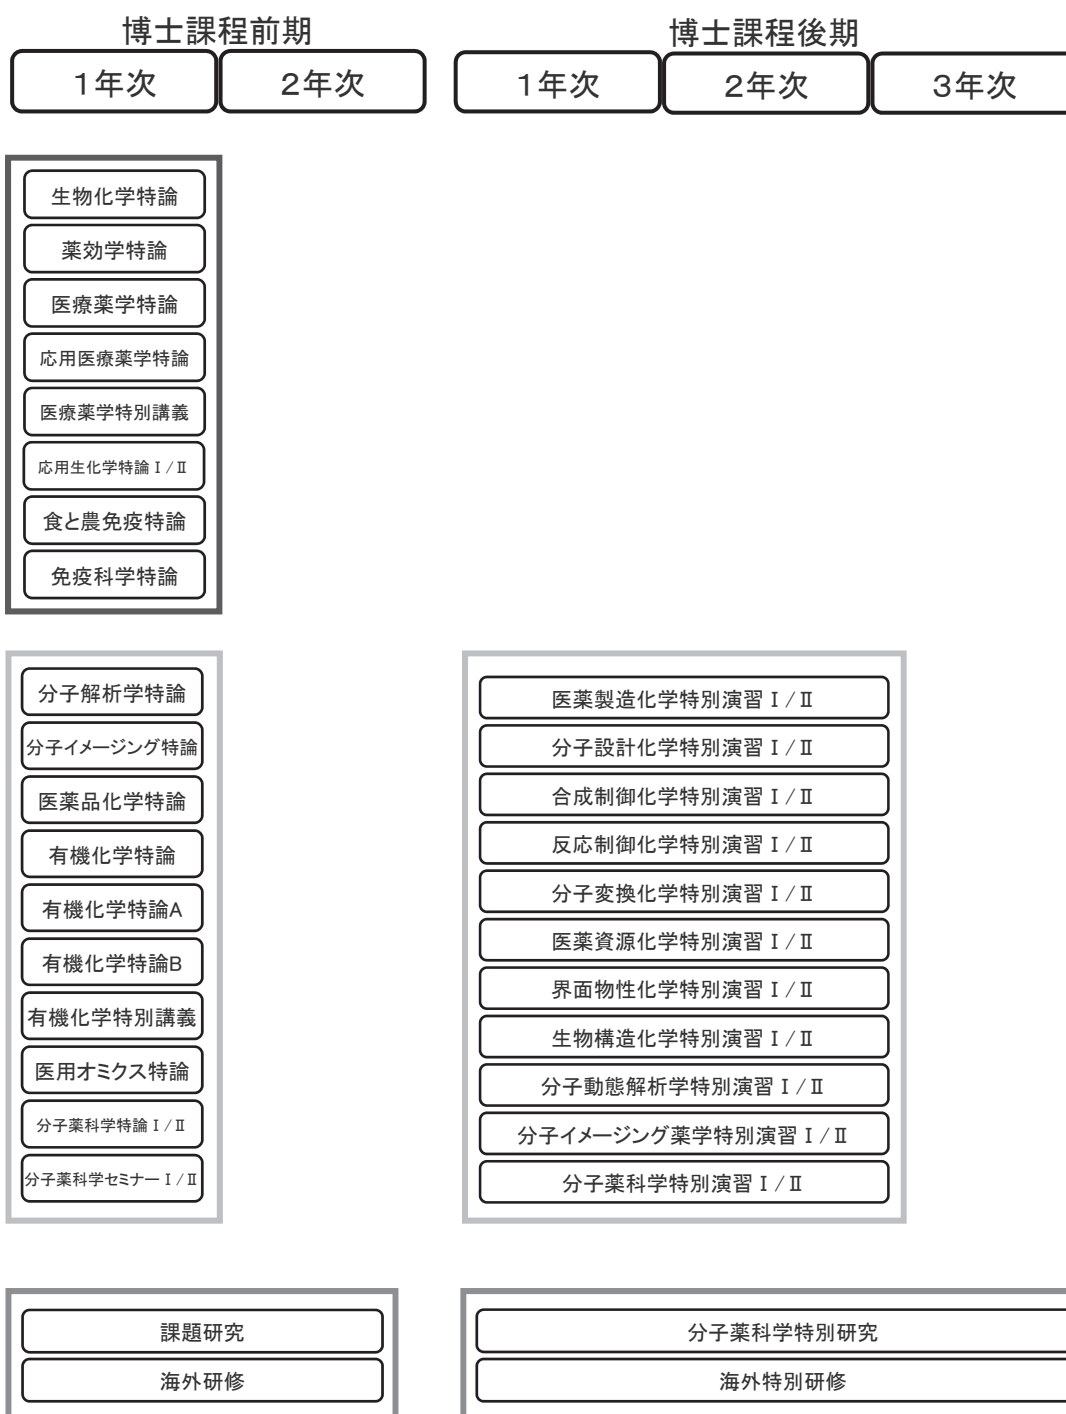 博士課程前期
博士課程後期
1年次
2年次
1年次
2年次
3年次
生物化学特論
薬効学特論
医療薬学特論
応用医療薬学特論
医療薬学特別講義
応用生化学特論Ⅰ/Ⅱ
食と農免疫特論
免疫科学特論
分子解析学特論
分子イメージング特論
医薬品化学特論
有機化学特論
有機化学特論A
有機化学特論B
有機化学特別講義
医用オミクス特論
分子薬科学特論Ⅰ/Ⅱ
分子薬科学セミナーⅠ/Ⅱ
医薬製造化学特別演習Ⅰ/Ⅱ
分子設計化学特別演習Ⅰ/Ⅱ
合成制御化学特別演習Ⅰ/Ⅱ
反応制御化学特別演習Ⅰ/Ⅱ
分子変換化学特別演習Ⅰ/Ⅱ
医薬資源化学特別演習Ⅰ/Ⅱ
界面物性化学特別演習Ⅰ/Ⅱ
生物構造化学特別演習Ⅰ/Ⅱ
分子動態解析学特別演習Ⅰ/Ⅱ
分子イメージング薬学特別演習Ⅰ/Ⅱ
分子薬科学特別演習Ⅰ/Ⅱ
課題研究
海外研修
分子薬科学特別研究
海外特別研修